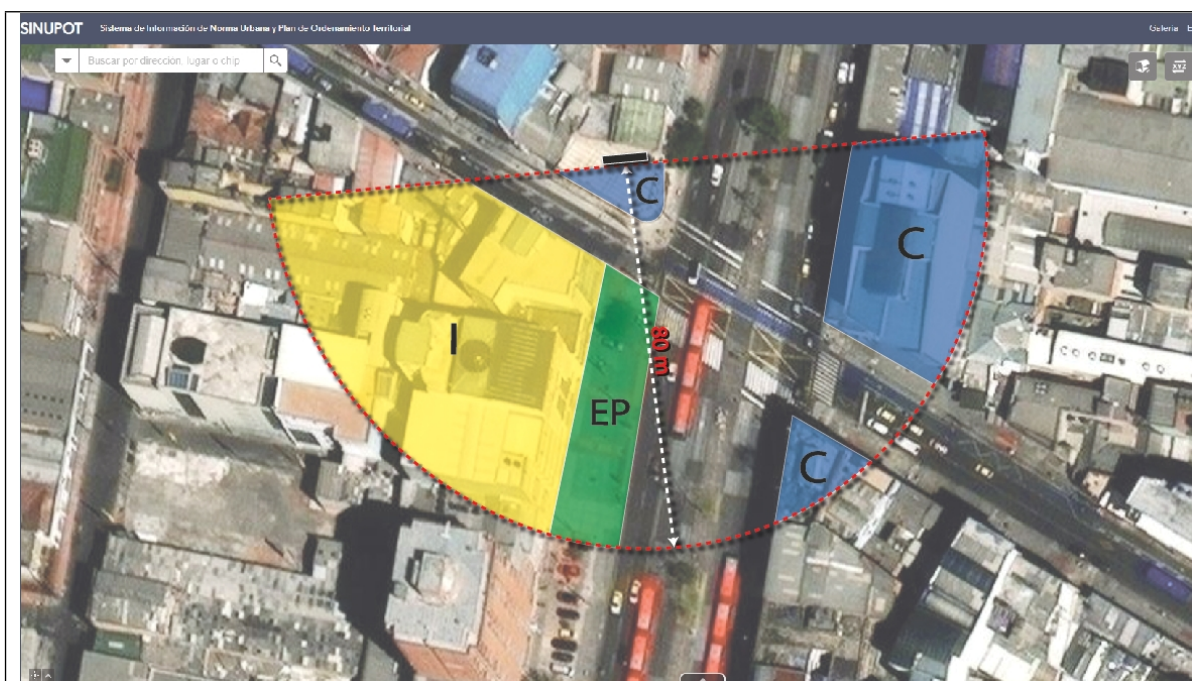 SINUPOT Sistema de Información de Norma Urbana y Plan de Ordenamiento Territorial Galería
Buscar por dirección, lugar o chip
XYZ
C
C
I
80 m
EP
C